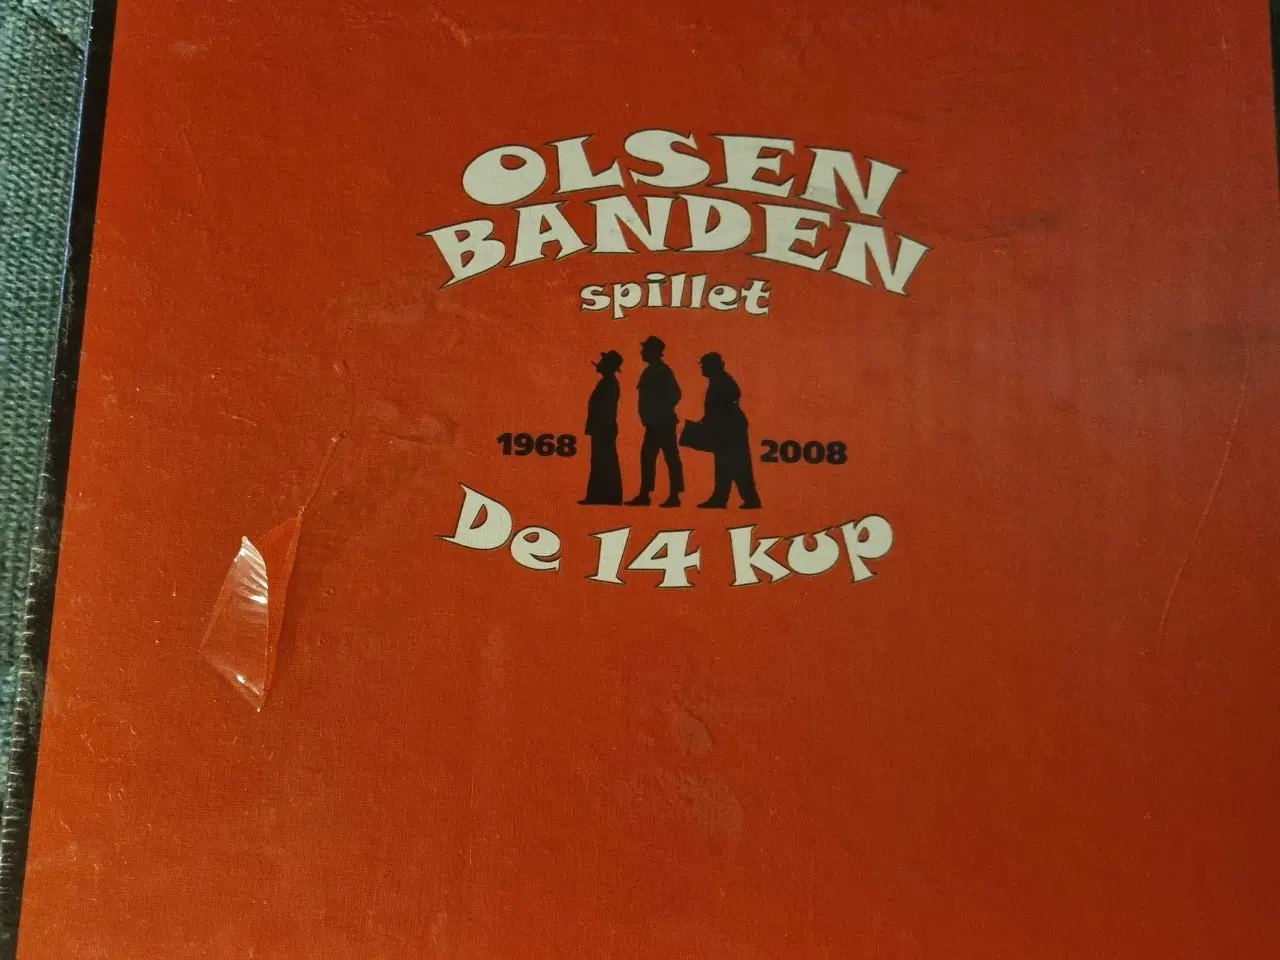 OLSEN
BANDEN
spillet
1968 2008
De 14 kup